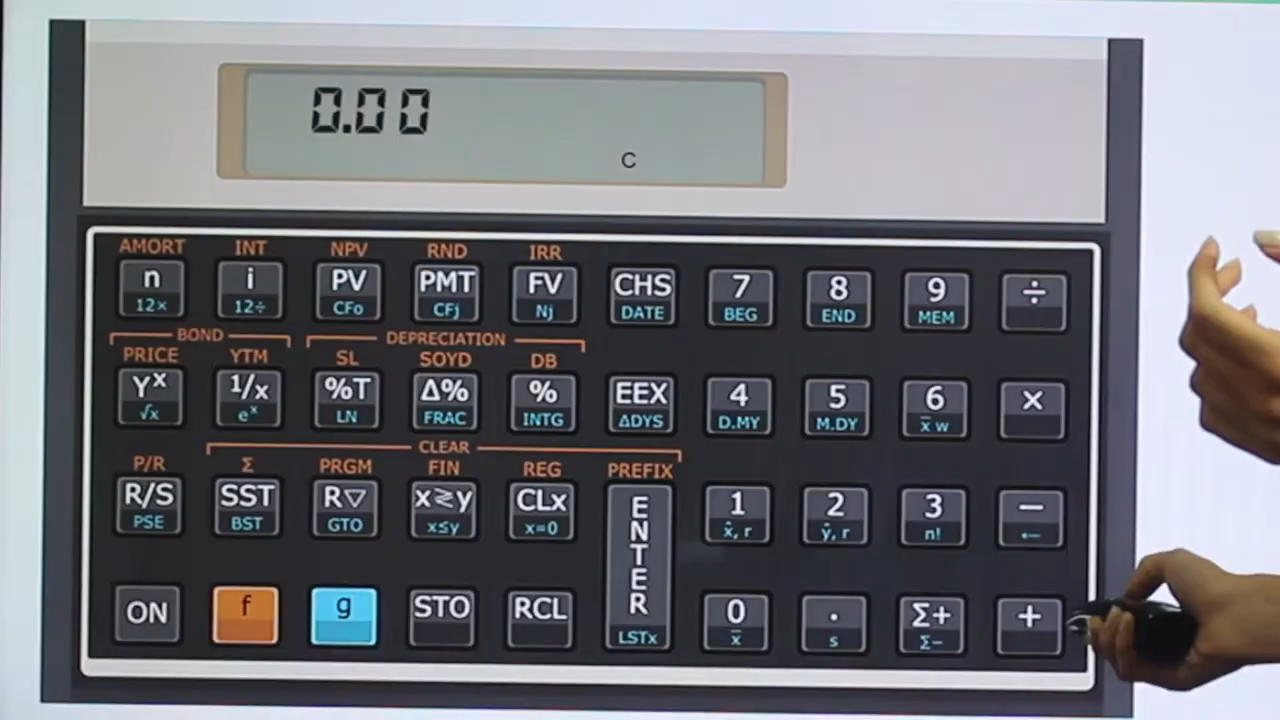 0.00
C
AMORT INT NPV RND IRR
n i PV PMT FV CHS 7 8 9 ÷
12× 12÷ CFo CFj Nj DATE BEG END MEM
BOND DEPRECIATION
PRICE YTM SL SOYD DB
Yˣ 1/x %T Δ% % EEX 4 5 6 ×
√x eˣ LN FRAC INTG ΔDYS D.MY M.DY x̄ w
CLEAR
P/R Σ PRGM FIN REG PREFIX
R/S SST R▽ x≷y CLx ENTER 1 2 3 −
PSE BST GTO x≤y x=0 x̂, r ŷ, r n! ←
ON f g STO RCL 0 . Σ+ +
LSTx x̄ s Σ−